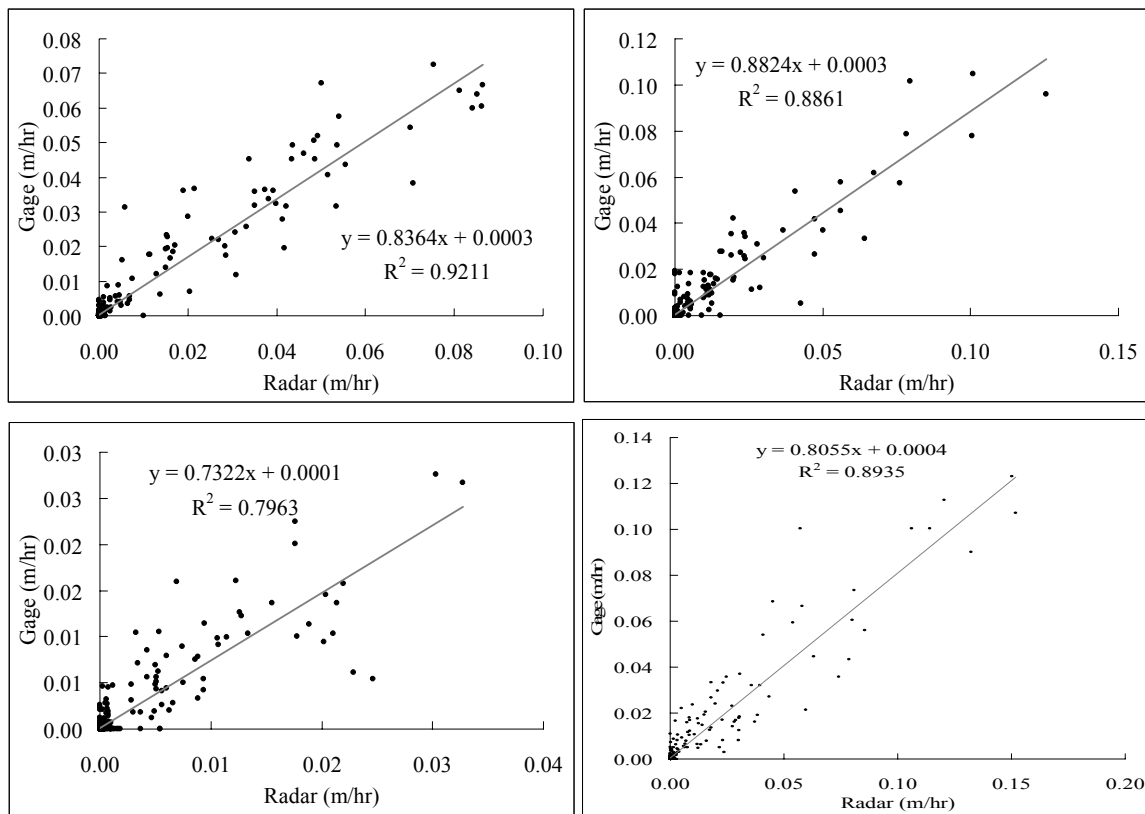 0.08
0.07
0.06
0.05
0.04
0.03
0.02
0.01
0.00
Gage (m/hr)
y = 0.8364x + 0.0003
R² = 0.9211
0.00 0.02 0.04 0.06 0.08 0.10
Radar (m/hr)
0.12
0.10
0.08
0.06
0.04
0.02
0.00
Gage (m/hr)
y = 0.8824x + 0.0003
R² = 0.8861
0.00 0.05 0.10 0.15
Radar (m/hr)
0.03
0.03
0.02
0.02
0.01
0.01
0.00
Gage (m/hr)
y = 0.7322x + 0.0001
R² = 0.7963
0.00 0.01 0.02 0.03 0.04
Radar (m/hr)
0.14
0.12
0.10
0.08
0.06
0.04
0.02
0.00
Gage (m/hr)
y = 0.8055x + 0.0004
R² = 0.8935
0.00 0.05 0.10 0.15 0.20
Radar (m/hr)